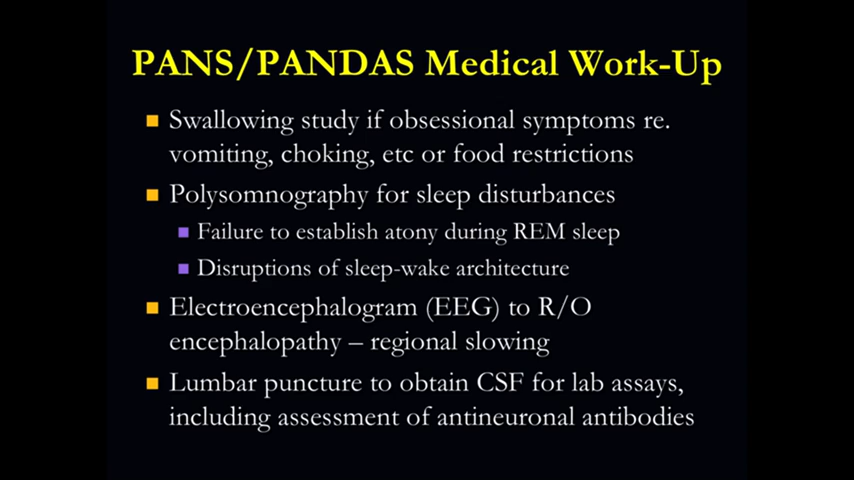 PANS/PANDAS Medical Work-Up
Swallowing study if obsessional symptoms re.
vomiting, choking, etc or food restrictions
Polysomnography for sleep disturbances
Failure to establish atony during REM sleep
Disruptions of sleep-wake architecture
Electroencephalogram (EEG) to R/O
encephalopathy – regional slowing
Lumbar puncture to obtain CSF for lab assays,
including assessment of antineuronal antibodies